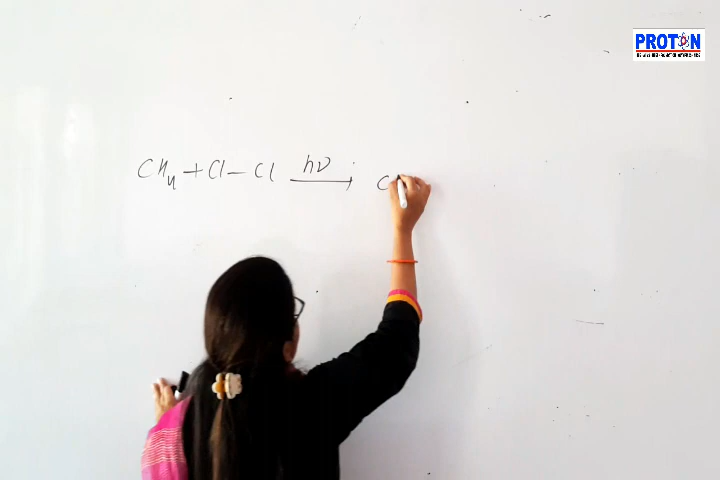 PROTON
CH4 + Cl – Cl hν → C